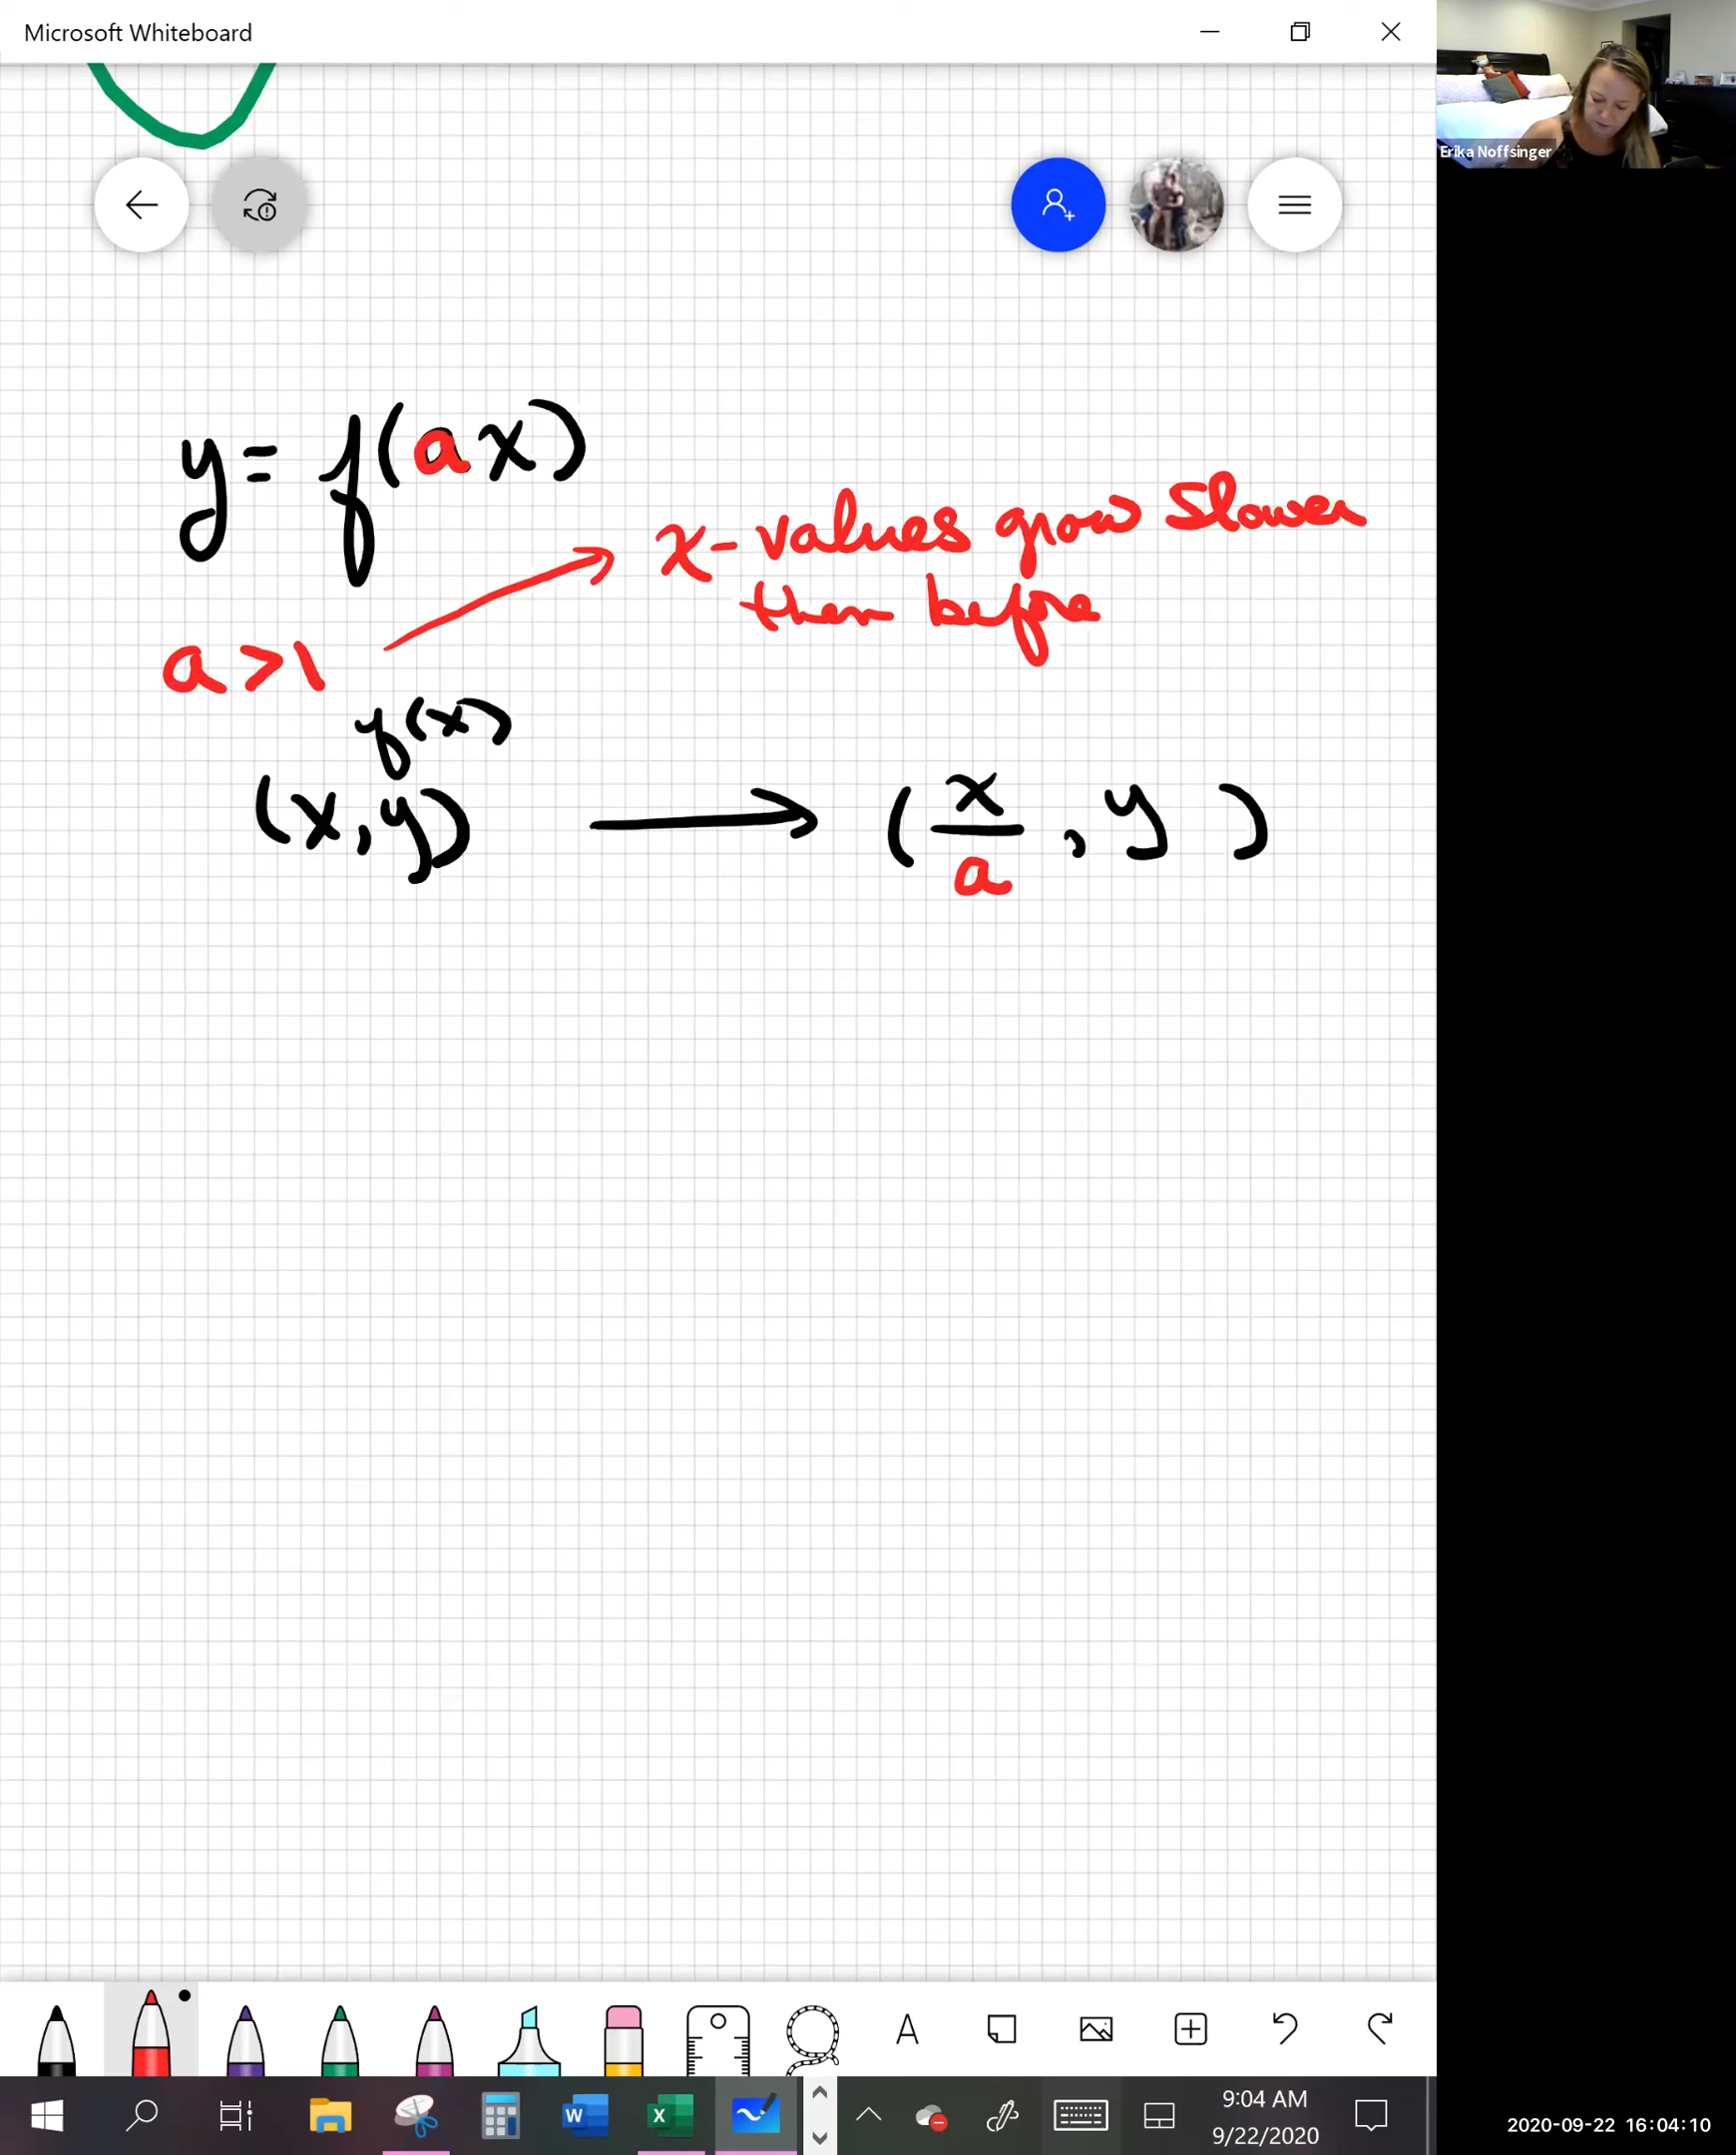 Microsoft Whiteboard
Erika Noffsinger
y = f(ax)
x-values grow slower
then before
a > 1
f(x)
(x, y) → (x/a, y)
A
W
X
9:04 AM
9/22/2020
2020-09-22 16:04:10